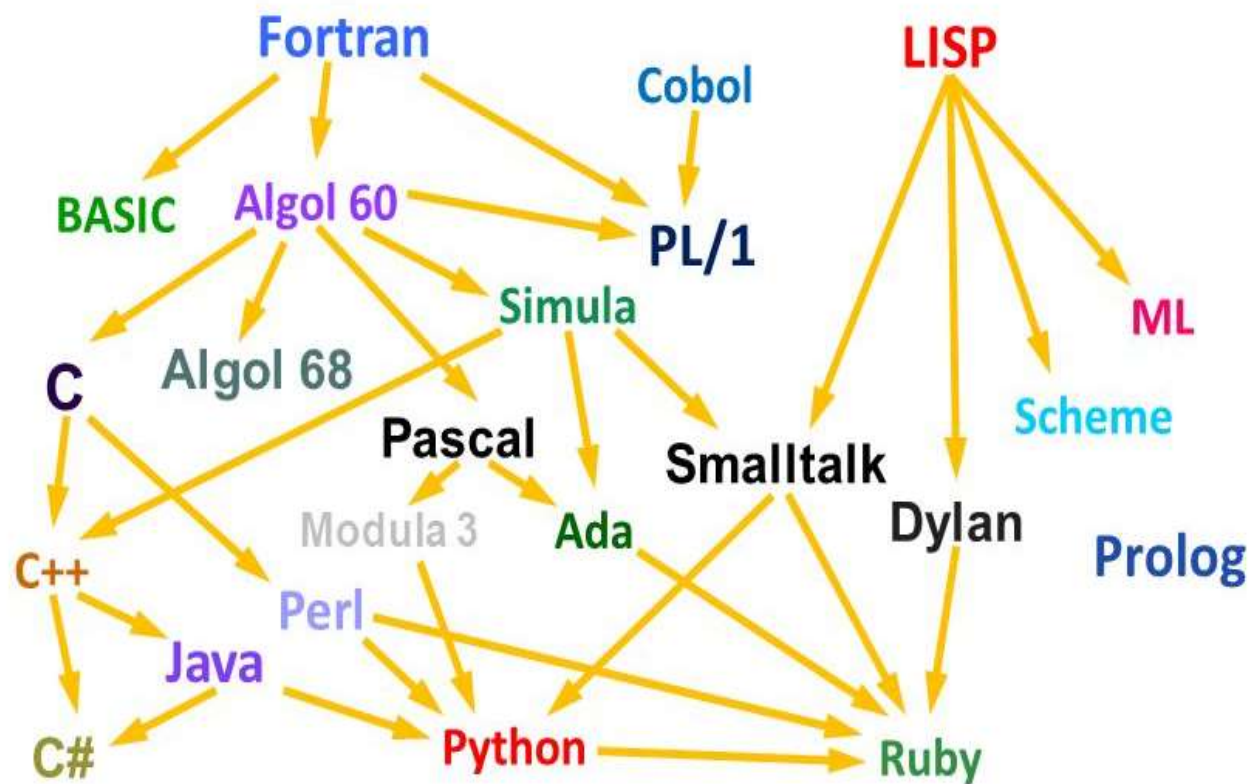 Fortran
LISP
Cobol
BASIC
Algol 60
PL/1
Simula
ML
C
Algol 68
Scheme
Pascal
Smalltalk
Modula 3
Ada
Dylan
Prolog
C++
Perl
Java
C#
Python
Ruby